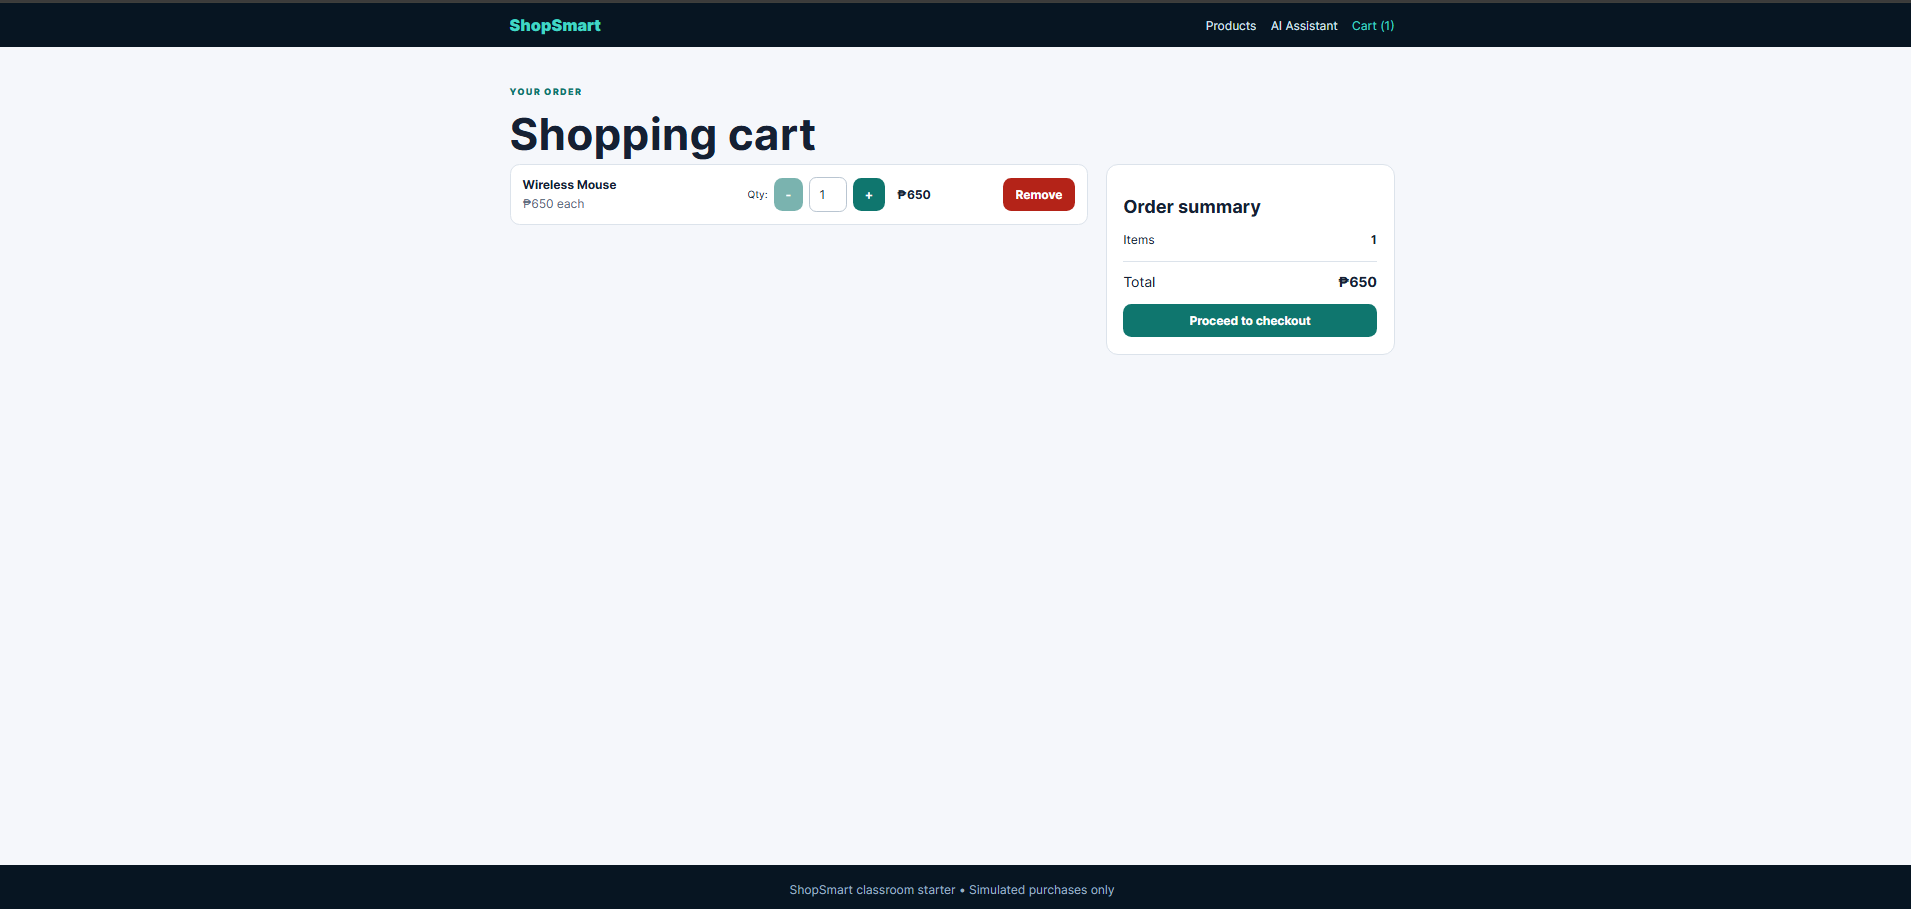 ShopSmart
Products AI Assistant Cart (1)
YOUR ORDER
Shopping cart
Wireless Mouse
₱650 each
Qty: - 1 + ₱650 Remove
Order summary
Items 1
Total ₱650
Proceed to checkout
ShopSmart classroom starter • Simulated purchases only